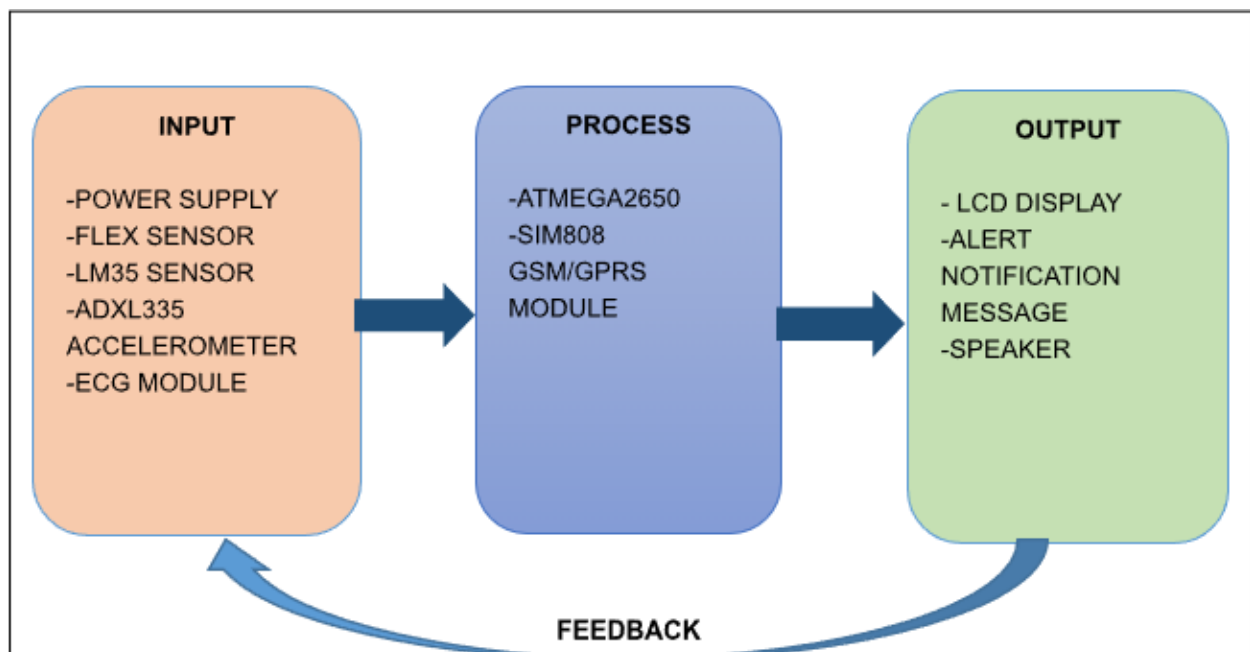 INPUT
-POWER SUPPLY
-FLEX SENSOR
-LM35 SENSOR
-ADXL335
ACCELEROMETER
-ECG MODULE
PROCESS
-ATMEGA2650
-SIM808
GSM/GPRS
MODULE
OUTPUT
- LCD DISPLAY
-ALERT
NOTIFICATION
MESSAGE
-SPEAKER
FEEDBACK